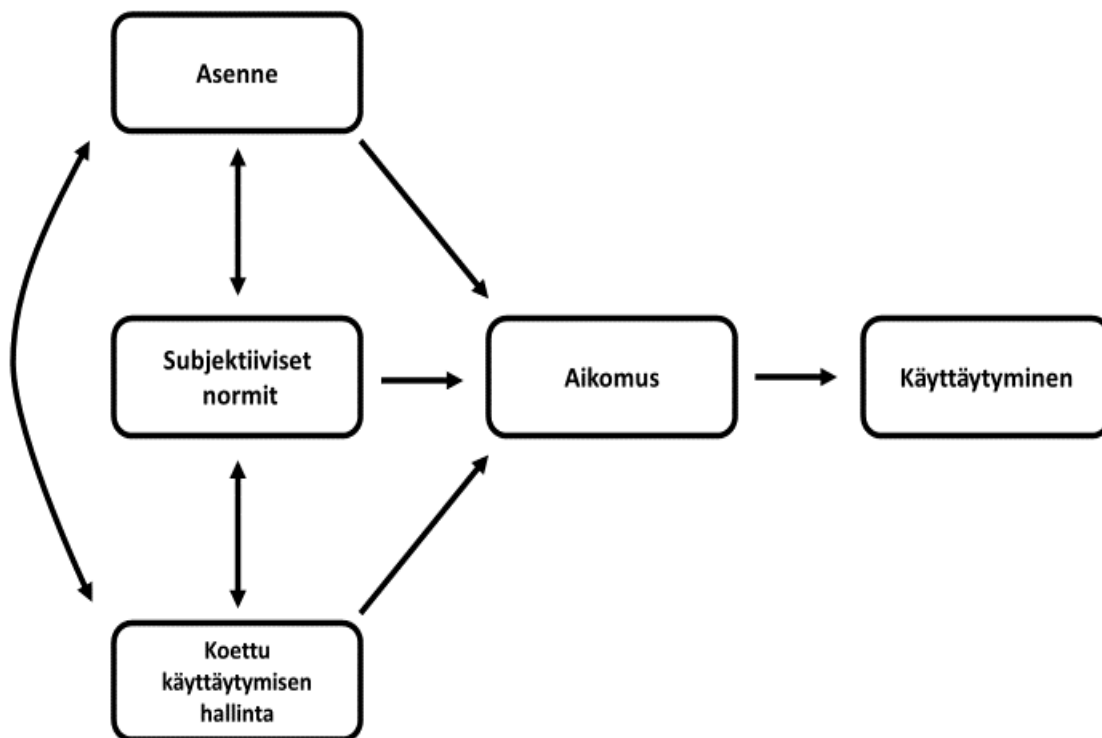 Asenne
Subjektiiviset
normit
Aikomus
Käyttäytyminen
Koettu
käyttäytymisen
hallinta